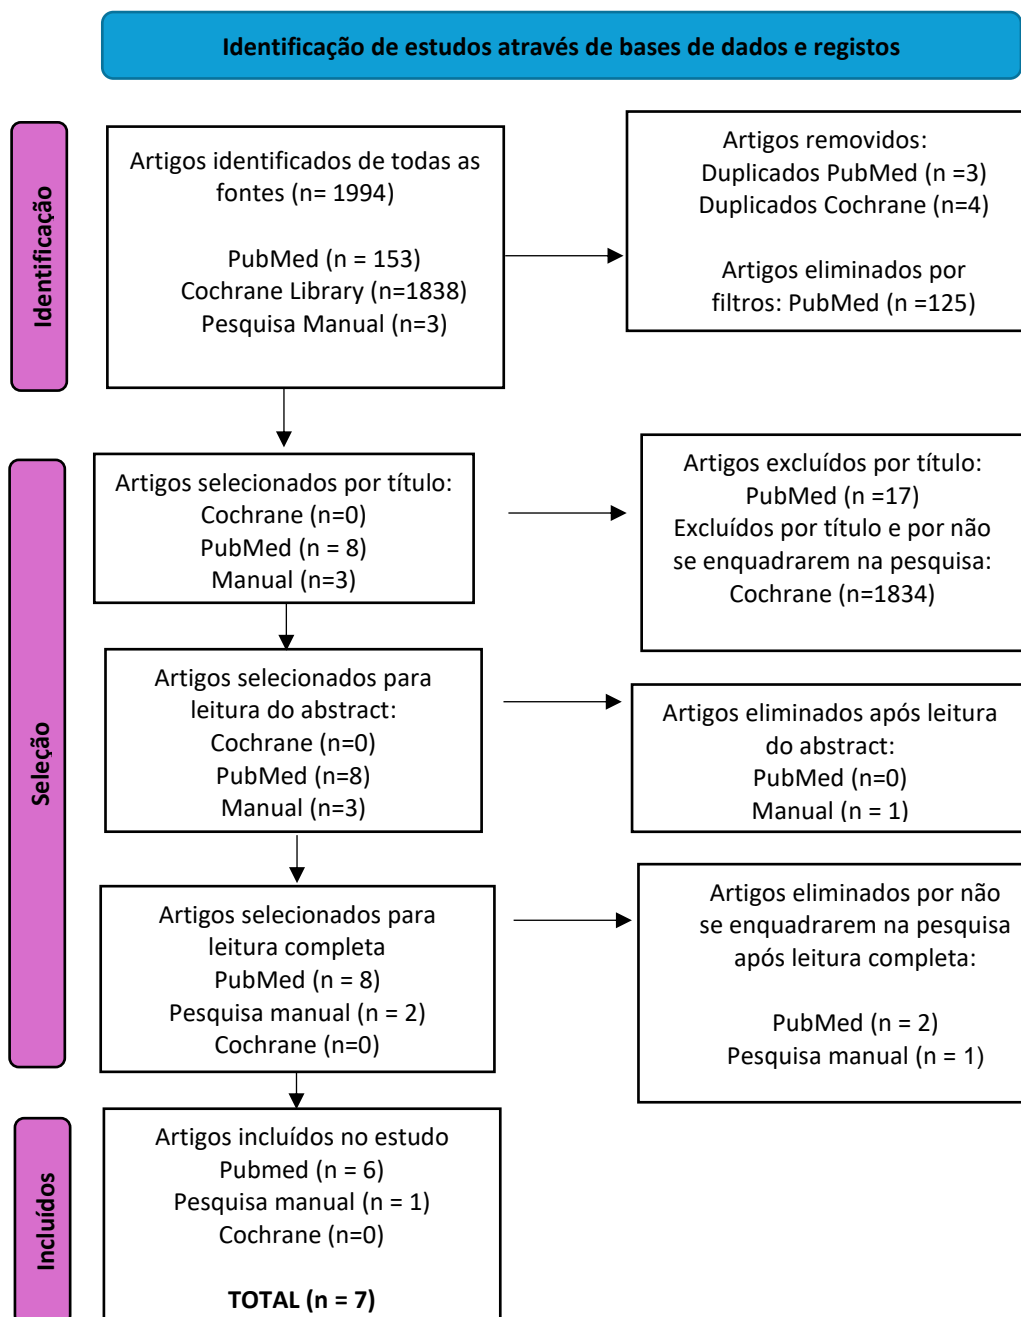 Identificação de estudos através de bases de dados e registos
Identificação
Artigos identificados de todas as
fontes (n= 1994)
PubMed (n = 153)
Cochrane Library (n=1838)
Pesquisa Manual (n=3)
Artigos removidos:
Duplicados PubMed (n =3)
Duplicados Cochrane (n=4)
Artigos eliminados por
filtros: PubMed (n =125)
Seleção
Artigos selecionados por título:
Cochrane (n=0)
PubMed (n = 8)
Manual (n=3)
Artigos excluídos por título:
PubMed (n =17)
Excluídos por título e por não
se enquadrarem na pesquisa:
Cochrane (n=1834)
Artigos selecionados para
leitura do abstract:
Cochrane (n=0)
PubMed (n=8)
Manual (n=3)
Artigos eliminados após leitura
do abstract:
PubMed (n=0)
Manual (n = 1)
Artigos selecionados para
leitura completa
PubMed (n = 8)
Pesquisa manual (n = 2)
Cochrane (n=0)
Artigos eliminados por não
se enquadrarem na pesquisa
após leitura completa:
PubMed (n = 2)
Pesquisa manual (n = 1)
Incluídos
Artigos incluídos no estudo
Pubmed (n = 6)
Pesquisa manual (n = 1)
Cochrane (n=0)
TOTAL (n = 7)